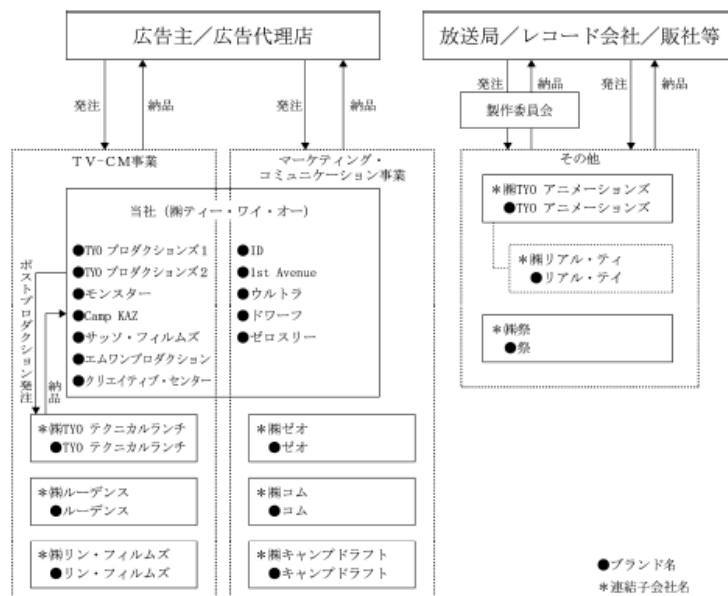 広告主／広告代理店
放送局／レコード会社／販社等
発注
納品
発注
納品
発注
納品
発注
納品
製作委員会
TV-CM事業
マーケティング・
コミュニケーション事業
その他
当社（㈱ティー・ワイ・オー）
●TYO プロダクションズ1
●TYO プロダクションズ2
●モンスター
●Camp KAZ
●サッソ・フィルムズ
●エムワンプロダクション
●クリエイティブ・センター
●ID
●1st Avenue
●ウルトラ
●ドワーフ
●ゼロスリー
ポストプロダクション発注
納品
＊㈱TYO テクニカルランチ
●TYO テクニカルランチ
＊㈱ルーデンス
●ルーデンス
＊㈱リン・フィルムズ
●リン・フィルムズ
＊㈱ゼオ
●ゼオ
＊㈱コム
●コム
＊㈱キャンプドラフト
●キャンプドラフト
＊㈱TYO アニメーションズ
●TYO アニメーションズ
＊㈱リアル・ティ
●リアル・テイ
＊㈱祭
●祭
●ブランド名
＊連結子会社名